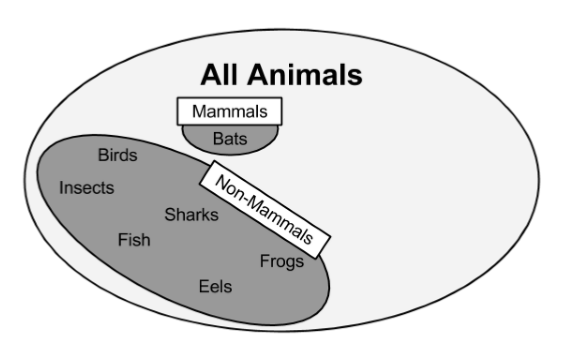 All Animals
Mammals
Bats
Birds
Insects
Non-Mammals
Sharks
Fish
Frogs
Eels